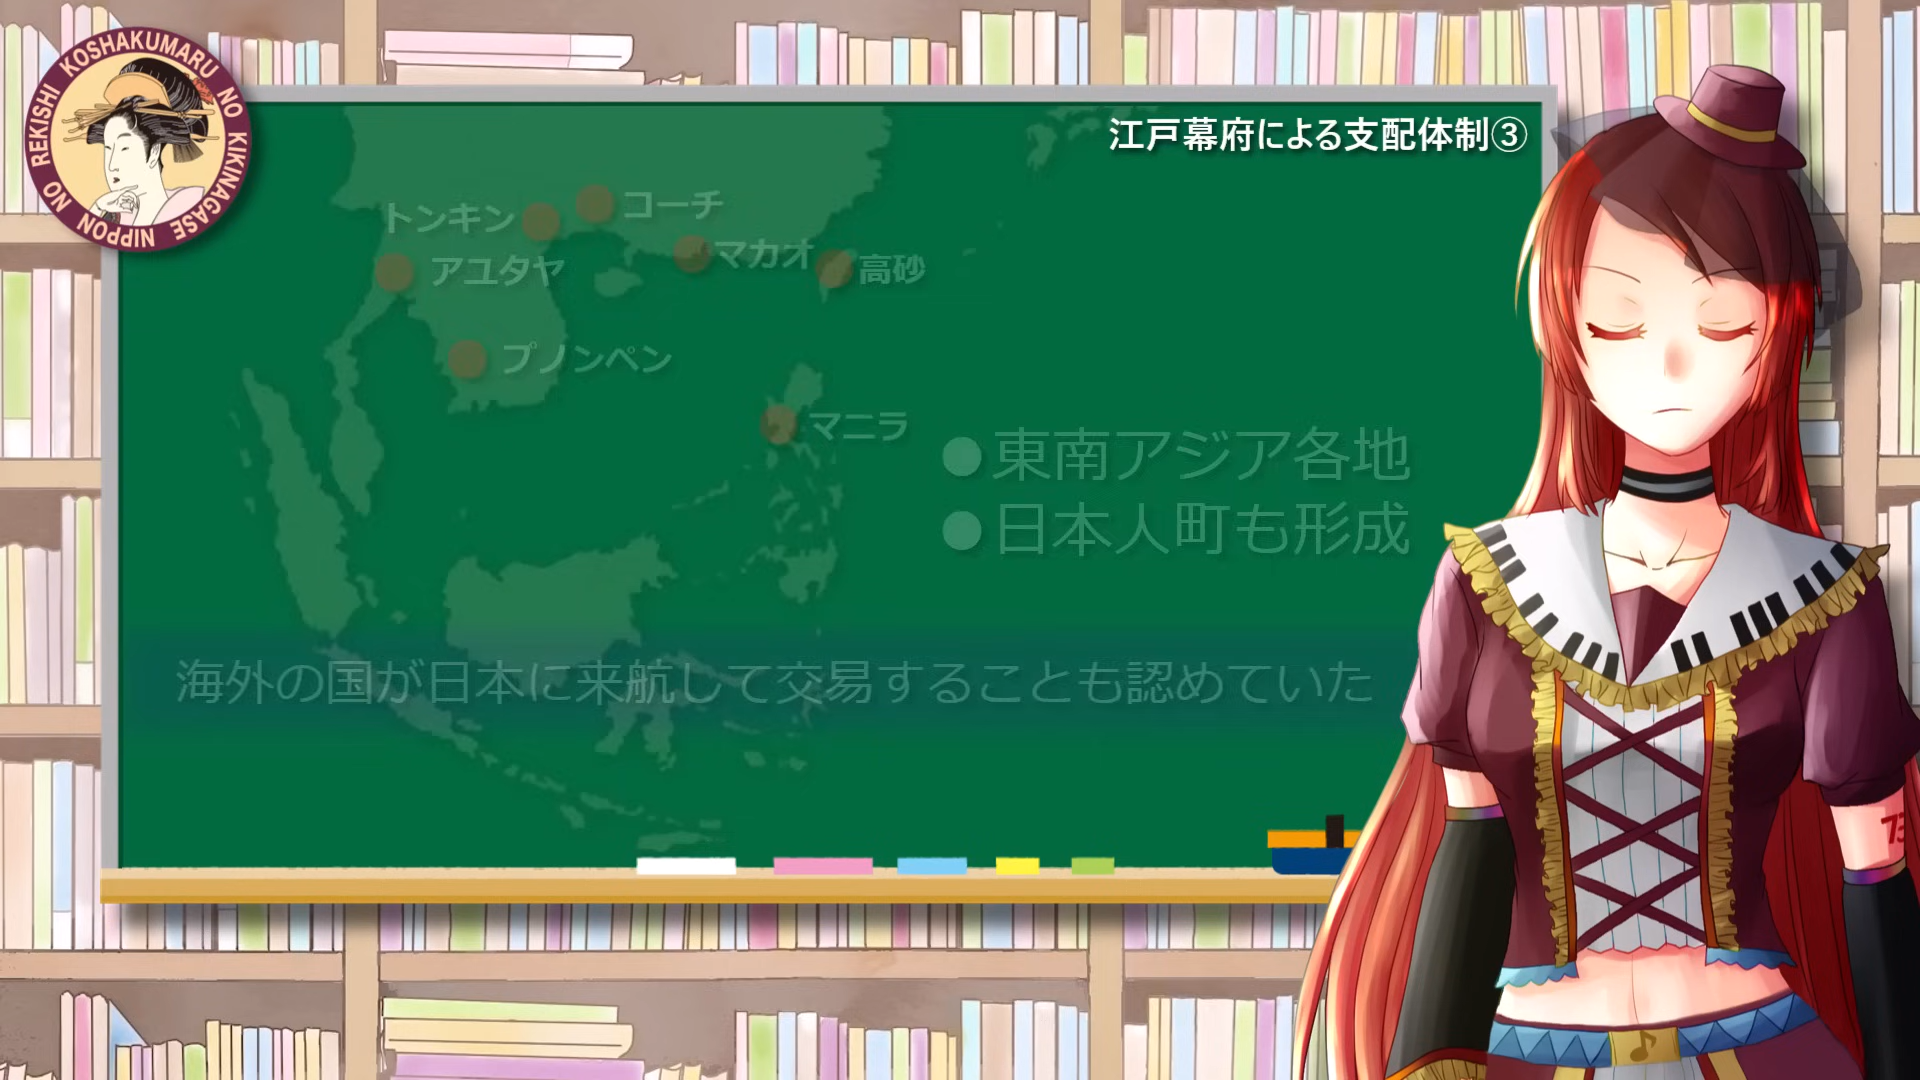 REKISHI KOSHAKUMARU NO KIKINAGASE NIPPON NO
江戸幕府による支配体制③
トンキン
コーチ
アユタヤ
マカオ
高砂
プノンペン
マニラ
●東南アジア各地
●日本人町も形成
海外の国が日本に来航して交易することも認めていた
73